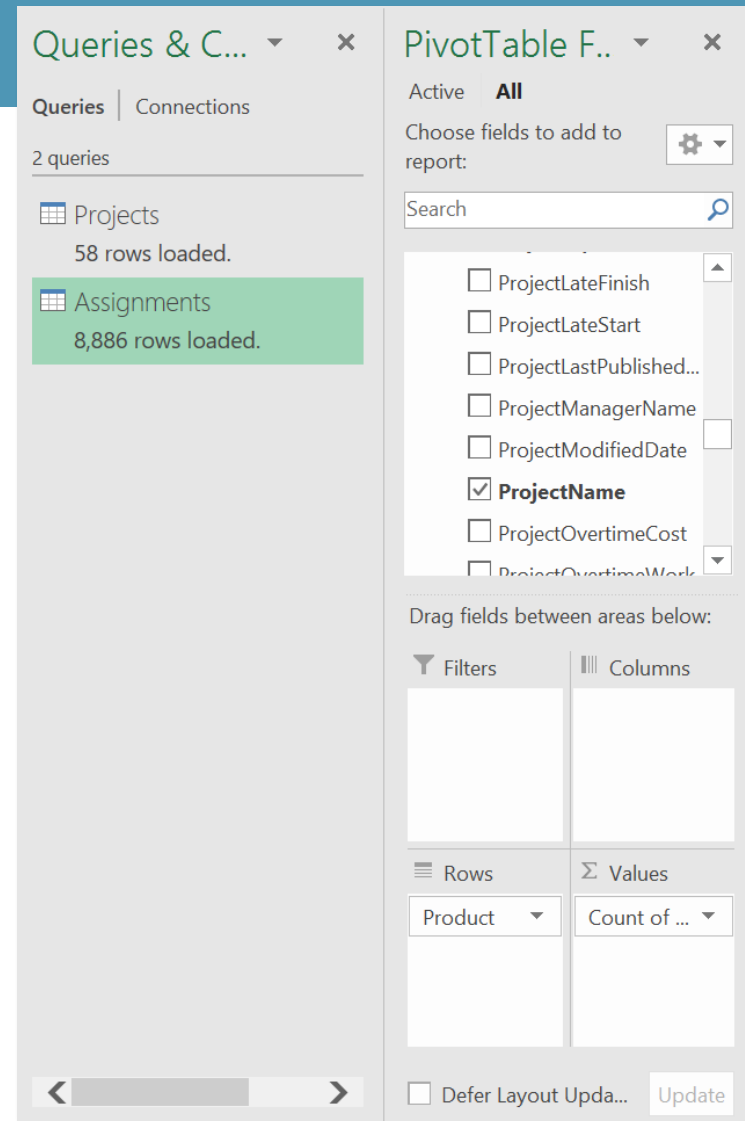 Queries & C...
Queries | Connections
2 queries
Projects
58 rows loaded.
Assignments
8,886 rows loaded.
PivotTable F..
Active All
Choose fields to add to
report:
Search
ProjectLateFinish
ProjectLateStart
ProjectLastPublished...
ProjectManagerName
ProjectModifiedDate
ProjectName
ProjectOvertimeCost
ProjectOvertimeWork
Drag fields between areas below:
Filters
Columns
Rows
Σ Values
Product
Count of ...
Defer Layout Upda...
Update